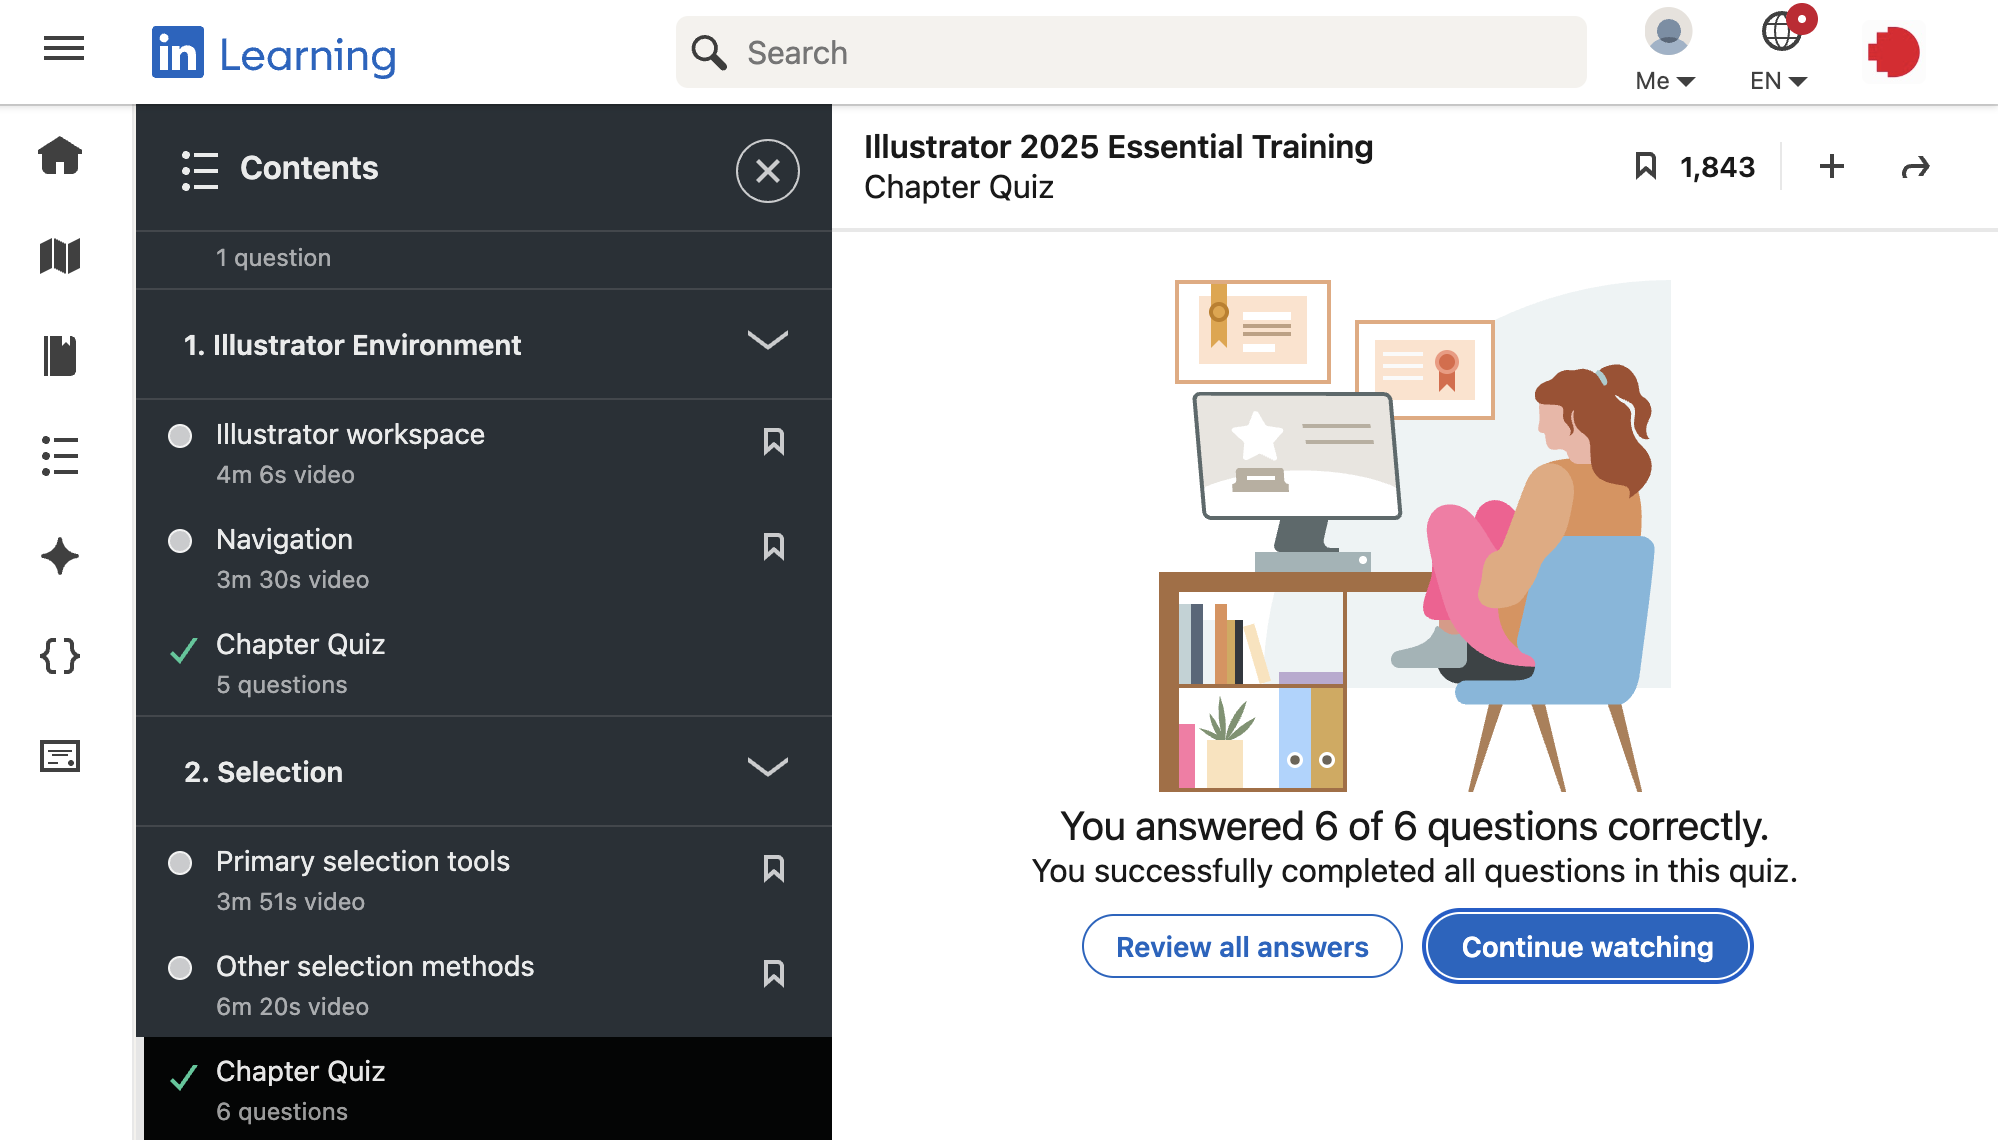 in Learning
Search
Me
EN
Contents
1 question
1. Illustrator Environment
Illustrator workspace
4m 6s video
Navigation
3m 30s video
Chapter Quiz
5 questions
2. Selection
Primary selection tools
3m 51s video
Other selection methods
6m 20s video
Chapter Quiz
6 questions
Illustrator 2025 Essential Training
Chapter Quiz
1,843
You answered 6 of 6 questions correctly.
You successfully completed all questions in this quiz.
Review all answers
Continue watching